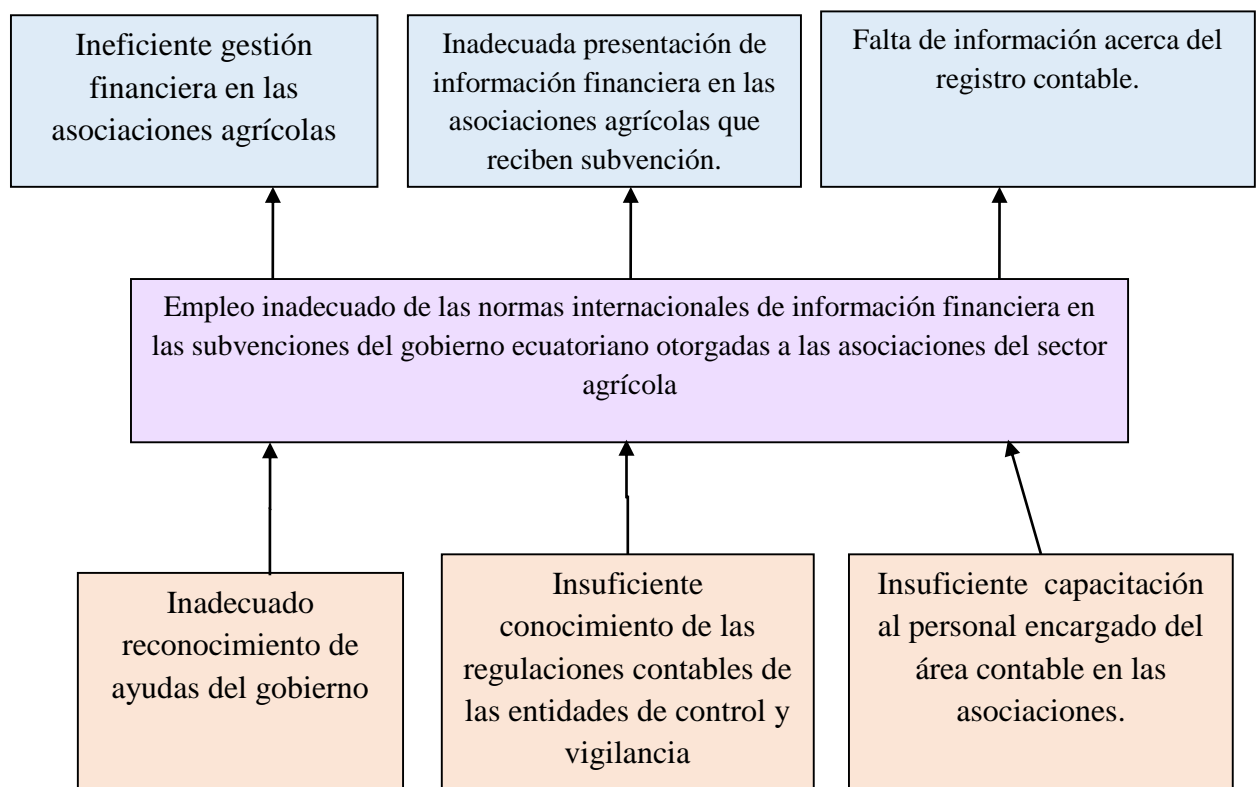 Ineficiente gestión
financiera en las
asociaciones agrícolas
Inadecuada presentación de
información financiera en las
asociaciones agrícolas que
reciben subvención.
Falta de información acerca del
registro contable.
Empleo inadecuado de las normas internacionales de información financiera en
las subvenciones del gobierno ecuatoriano otorgadas a las asociaciones del sector
agrícola
Inadecuado
reconocimiento de
ayudas del gobierno
Insuficiente
conocimiento de las
regulaciones contables de
las entidades de control y
vigilancia
Insuficiente capacitación
al personal encargado del
área contable en las
asociaciones.